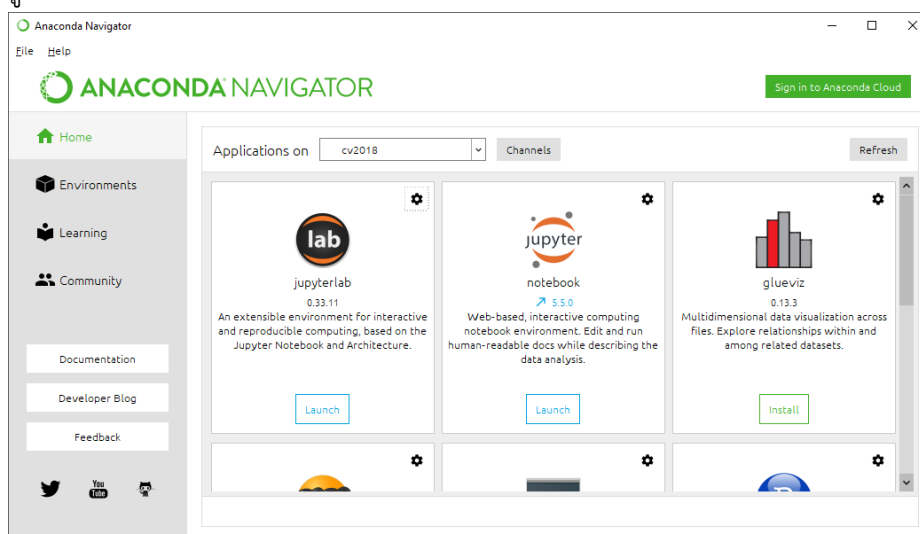 Anaconda Navigator
File Help
ANACONDA NAVIGATOR
Sign in to Anaconda Cloud
Home
Environments
Learning
Community
Documentation
Developer Blog
Feedback
You
Tube
Applications on cv2018 Channels Refresh
lab
jupyterlab
0.33.11
An extensible environment for interactive
and reproducible computing, based on the
Jupyter Notebook and Architecture.
Launch
jupyter
notebook
5.5.0
Web-based, interactive computing
notebook environment. Edit and run
human-readable docs while describing the
data analysis.
Launch
glueviz
0.13.3
Multidimensional data visualization across
files. Explore relationships within and
among related datasets.
Install